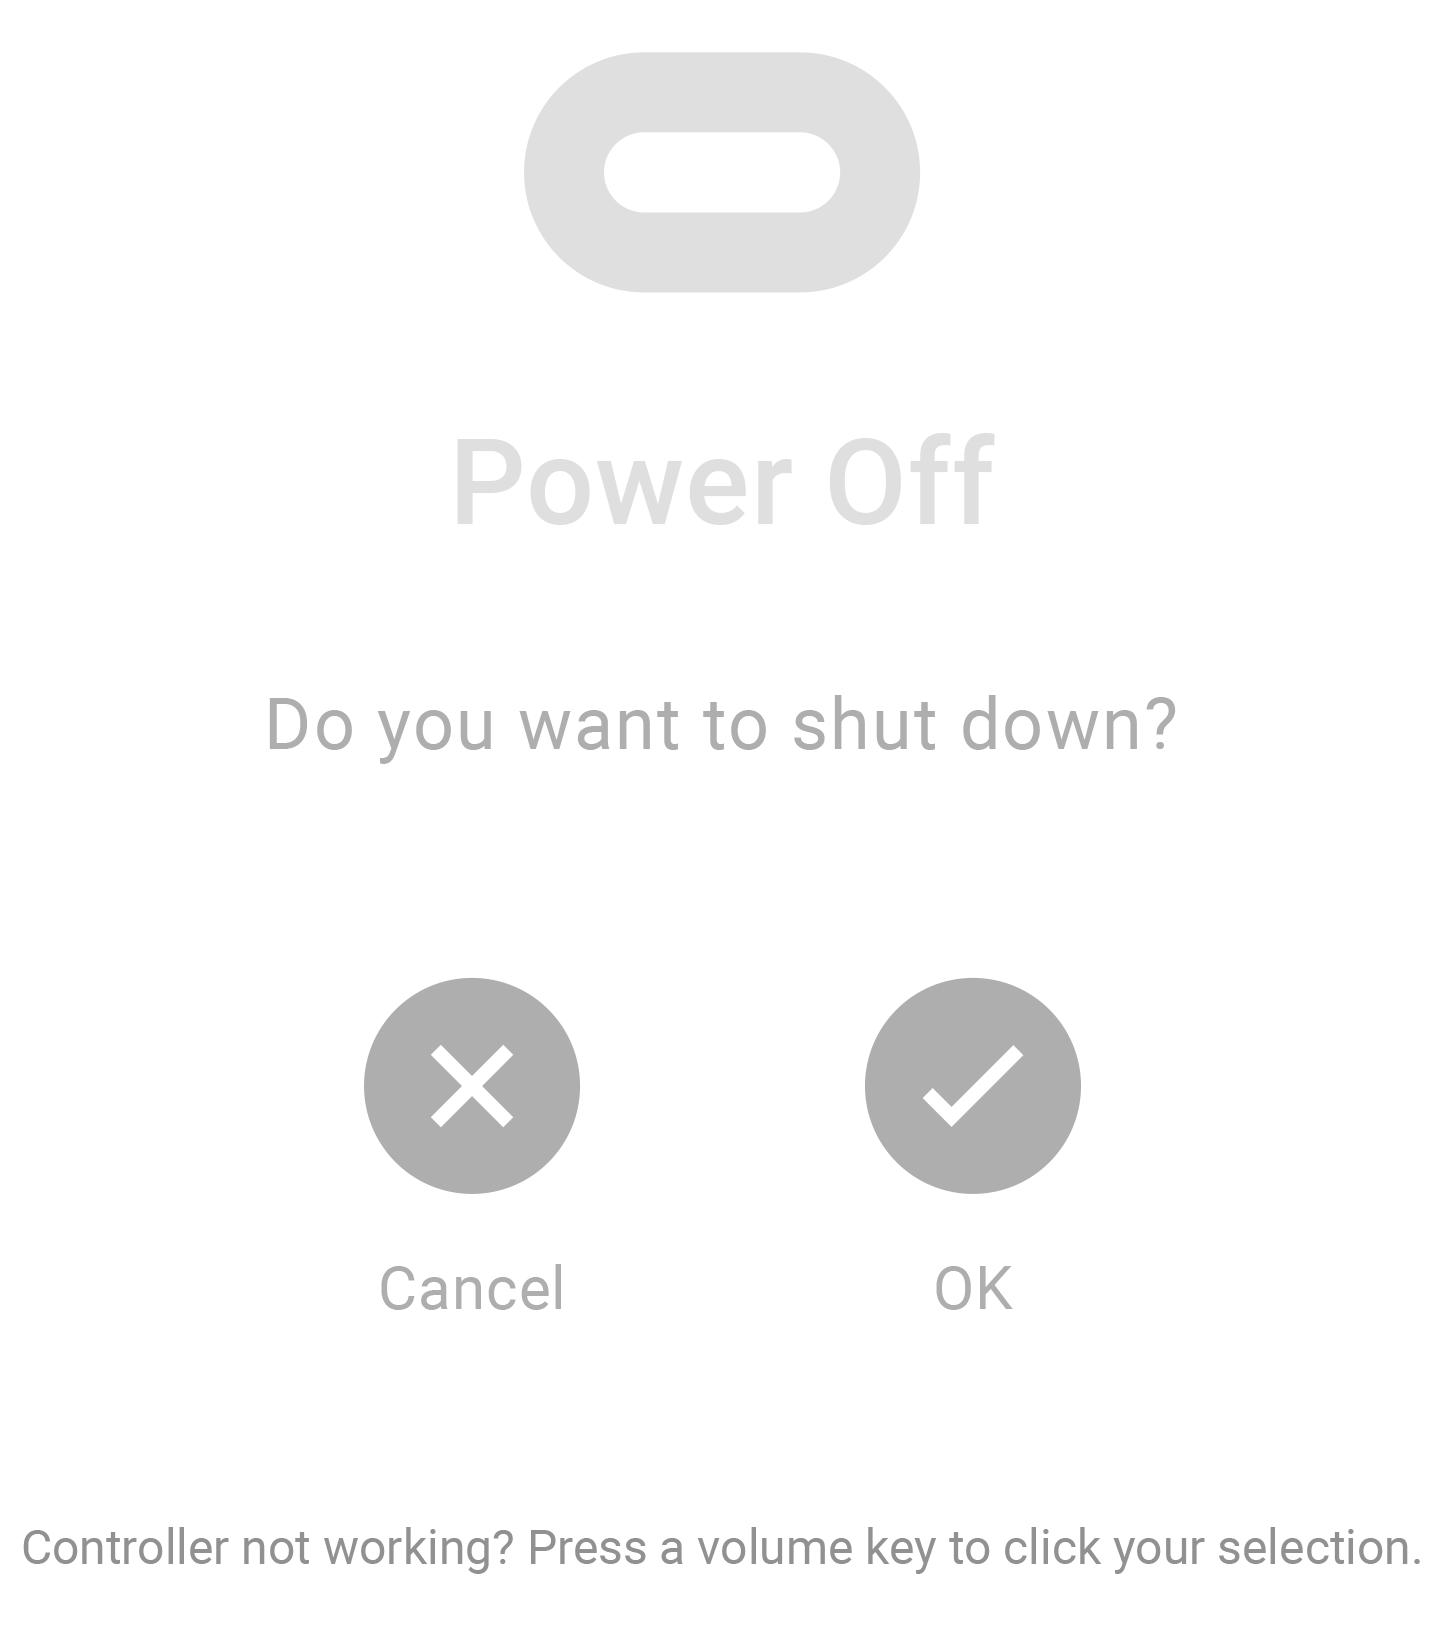 Power Off
Do you want to shut down?
Cancel
OK
Controller not working? Press a volume key to click your selection.